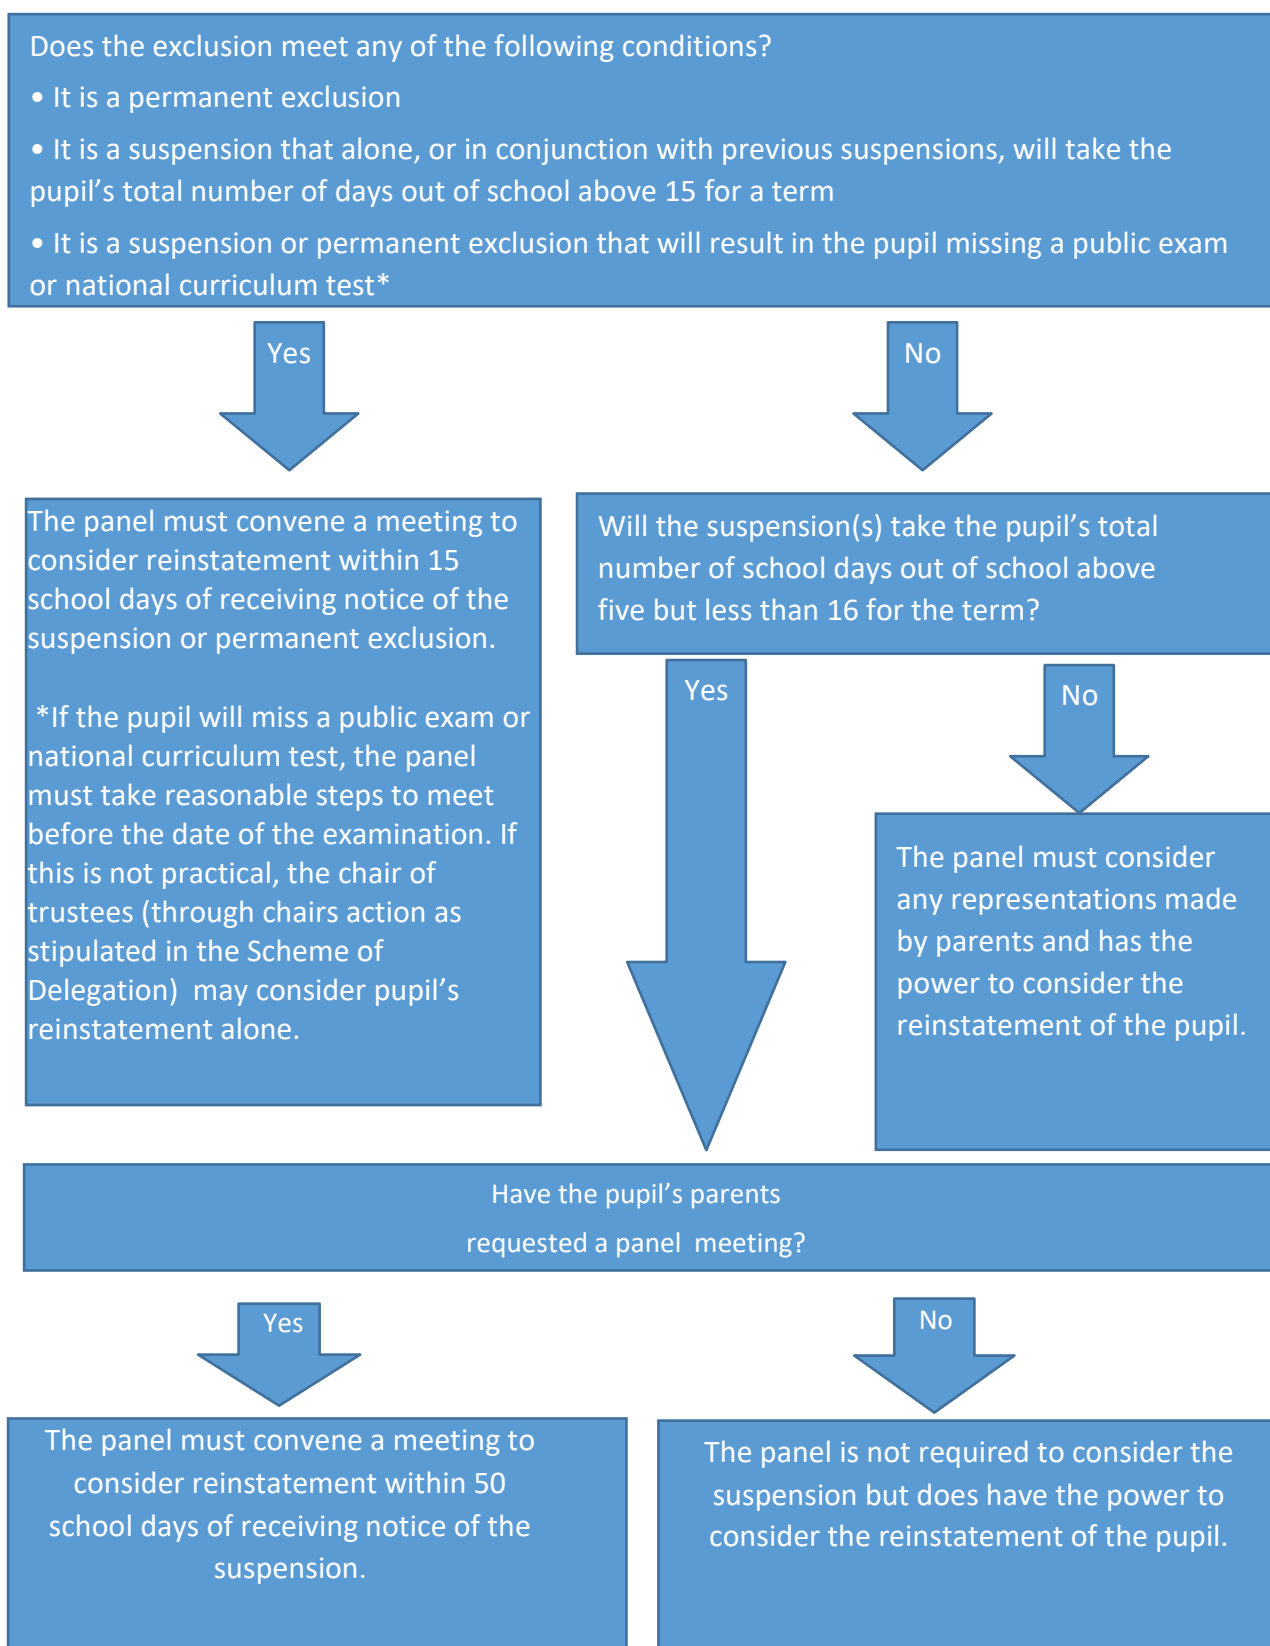 Does the exclusion meet any of the following conditions?
• It is a permanent exclusion
• It is a suspension that alone, or in conjunction with previous suspensions, will take the
pupil’s total number of days out of school above 15 for a term
• It is a suspension or permanent exclusion that will result in the pupil missing a public exam
or national curriculum test*
Yes
No
The panel must convene a meeting to
consider reinstatement within 15
school days of receiving notice of the
suspension or permanent exclusion.
*If the pupil will miss a public exam or
national curriculum test, the panel
must take reasonable steps to meet
before the date of the examination. If
this is not practical, the chair of
trustees (through chairs action as
stipulated in the Scheme of
Delegation)  may consider pupil’s
reinstatement alone.
Will the suspension(s) take the pupil’s total
number of school days out of school above
five but less than 16 for the term?
Yes
No
The panel must consider
any representations made
by parents and has the
power to consider the
reinstatement of the pupil.
Have the pupil’s parents
requested a panel  meeting?
Yes
No
The panel must convene a meeting to
consider reinstatement within 50
school days of receiving notice of the
suspension.
The panel is not required to consider the
suspension but does have the power to
consider the reinstatement of the pupil.